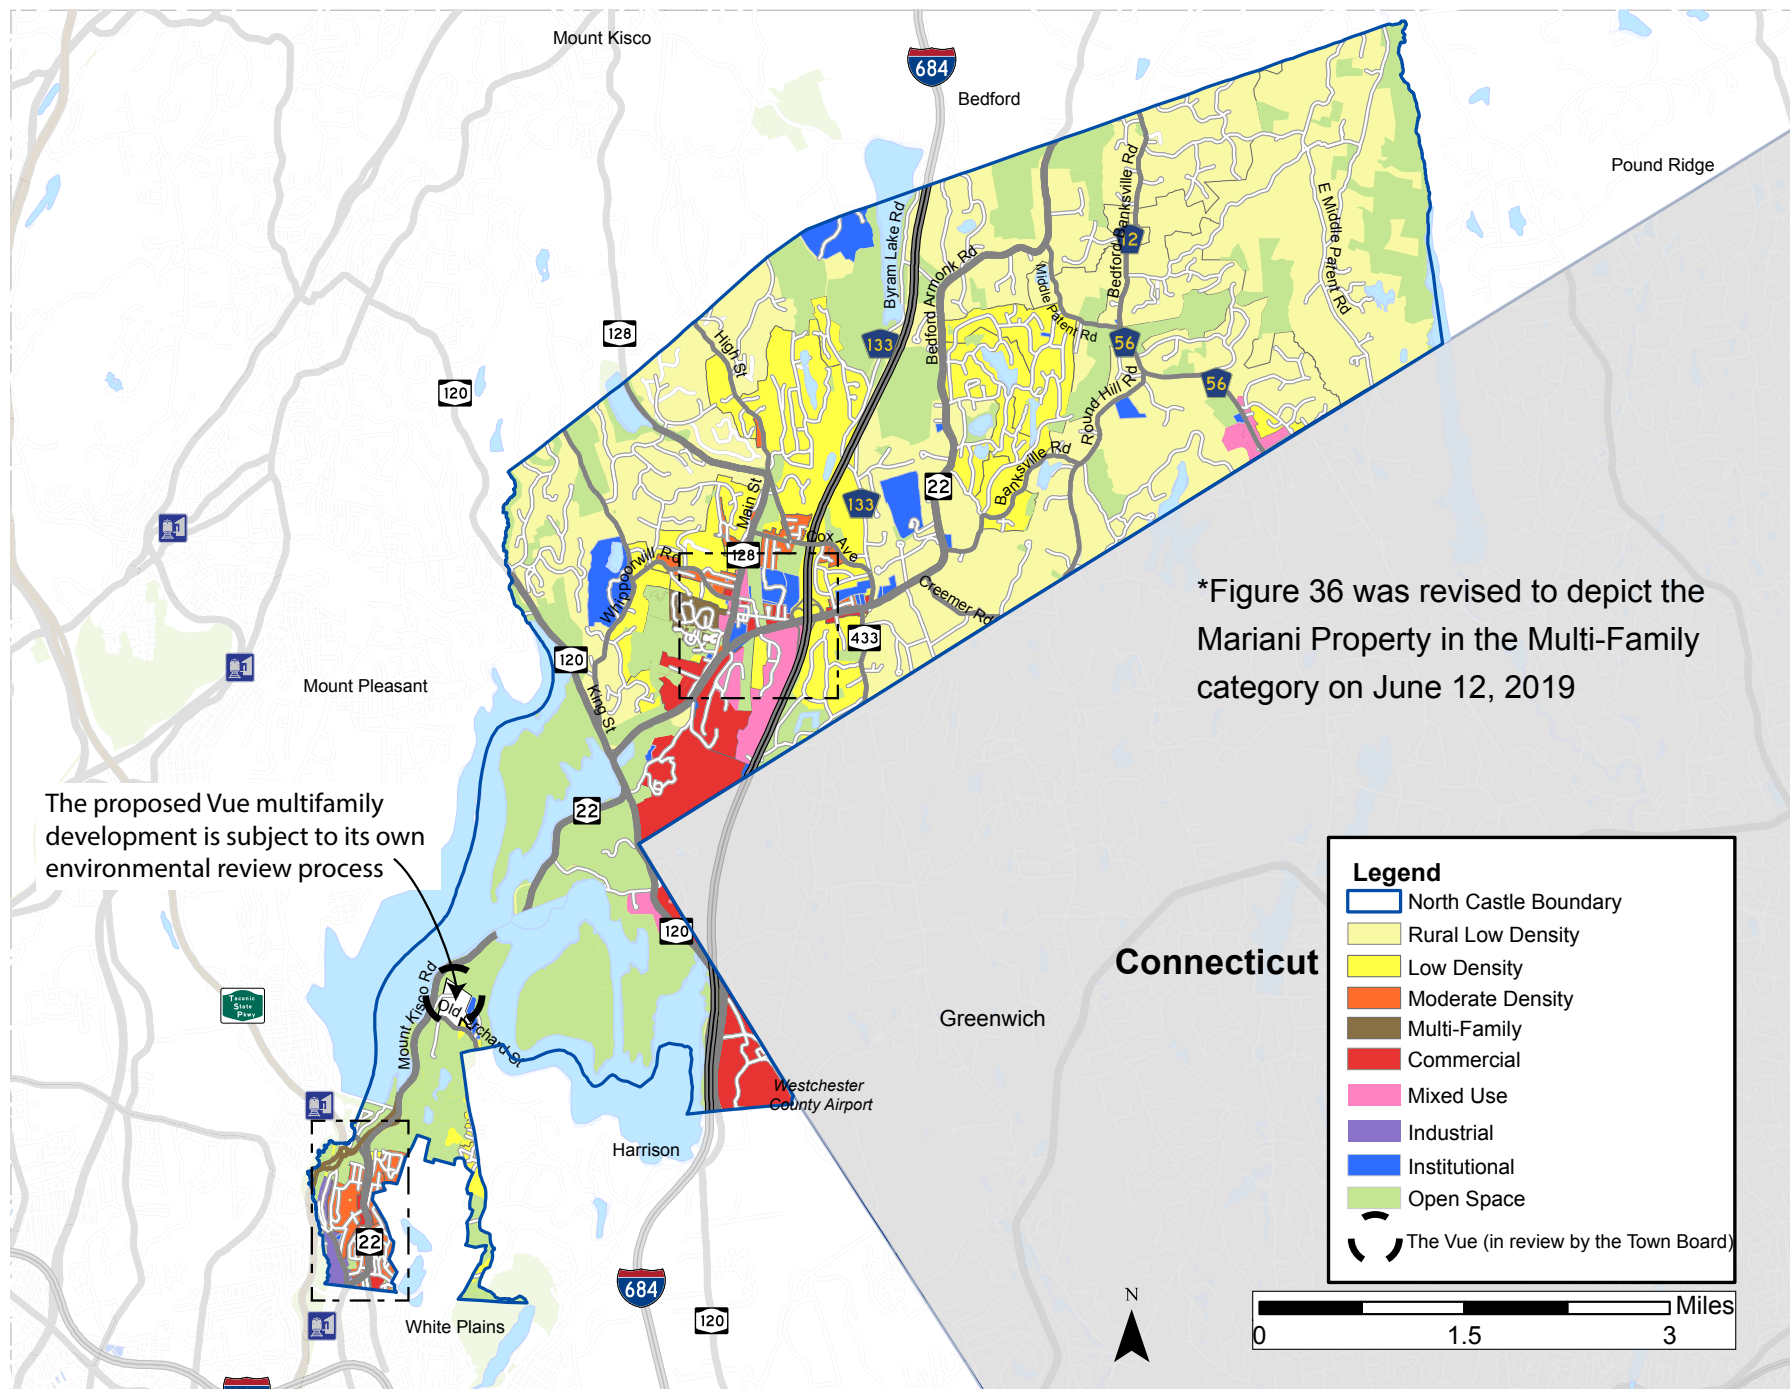 Mount Kisco
684
Bedford
Pound Ridge
Byram Lake Rd
Bedford Armonk Rd
Bedford Banksville Rd
12
E Middle Patent Rd
Middle Patent Rd
128
High St
133
56
120
56
Round Hill Rd
Banksville Rd
Main St
22
133
128
Cox Ave
Whippoorwill Rd
Creemer Rd
433
120
King St
Mount Pleasant
*Figure 36 was revised to depict the
Mariani Property in the Multi-Family
category on June 12, 2019
The proposed Vue multifamily
development is subject to its own
environmental review process
22
120
Mount Kisco Rd
Old Orchard St
Taconic
State
Pkwy
Connecticut
Greenwich
Westchester
County Airport
Harrison
22
684
120
White Plains
Legend
North Castle Boundary
Rural Low Density
Low Density
Moderate Density
Multi-Family
Commercial
Mixed Use
Industrial
Institutional
Open Space
The Vue (in review by the Town Board)
N
Miles
0 1.5 3